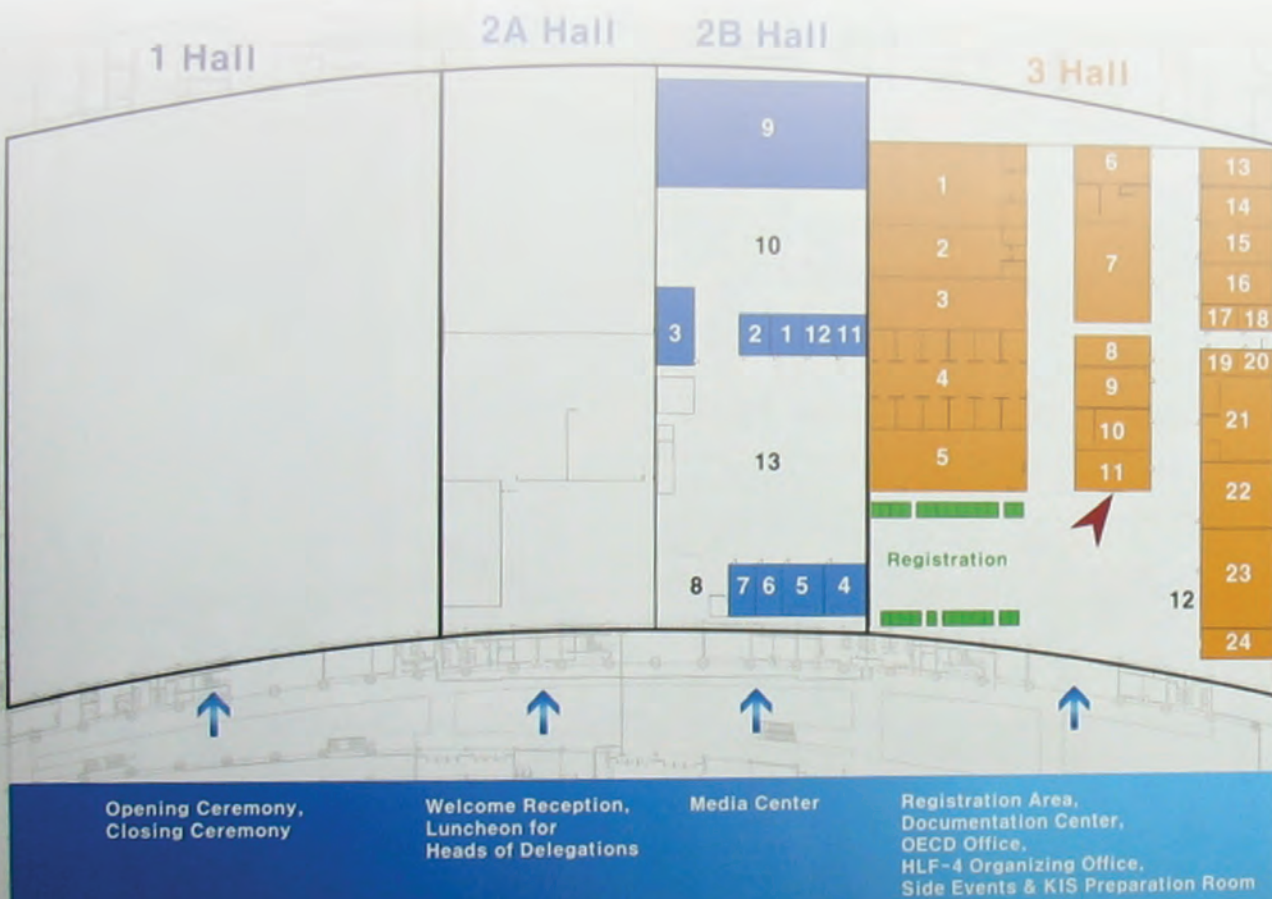 1 Hall
2A Hall
2B Hall
3 Hall
9
10
3
2 1 12 11
13
8
7 6 5 4
1
2
3
4
5
6
7
8
9
10
11
Registration
12
13
14
15
16
17 18
19 20
21
22
23
24
Opening Ceremony,
Closing Ceremony
Welcome Reception,
Luncheon for
Heads of Delegations
Media Center
Registration Area,
Documentation Center,
OECD Office,
HLF-4 Organizing Office,
Side Events & KIS Preparation Room